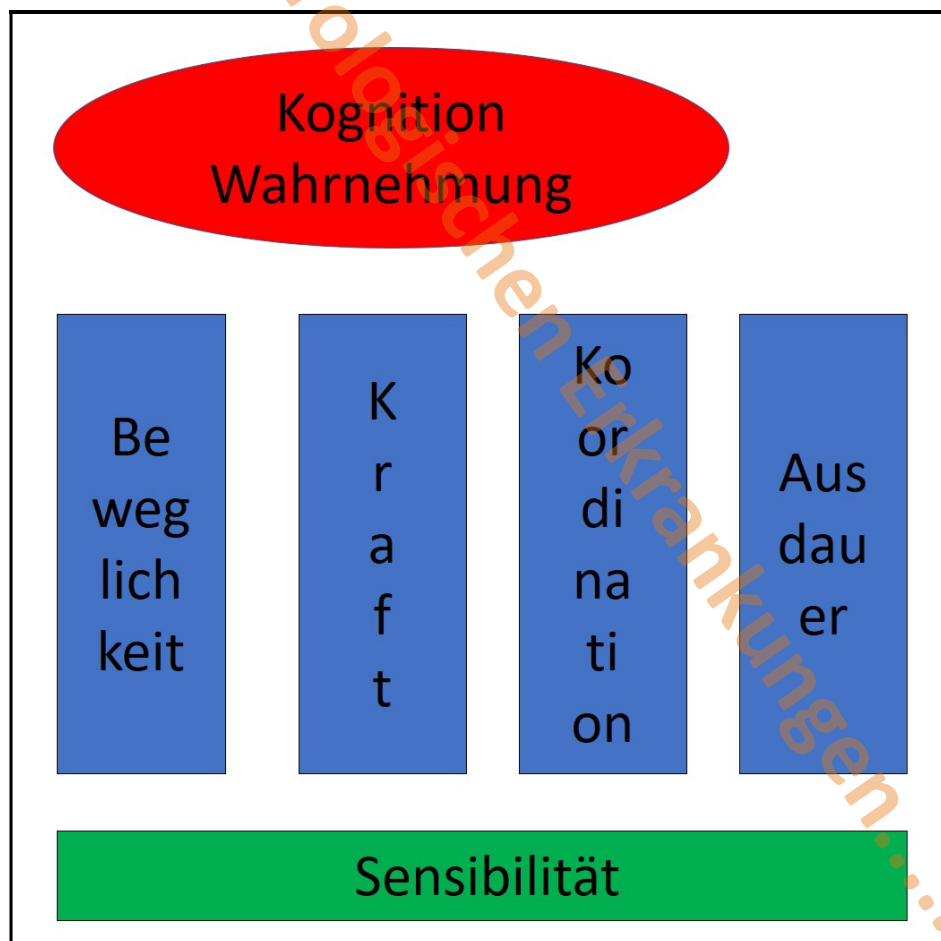 Kognition
Wahrnehmung
Be
weg
lich
keit
K
r
a
f
t
Ko
or
di
na
ti
on
Aus
dau
er
Sensibilität
ologischen Erkrankungen.....